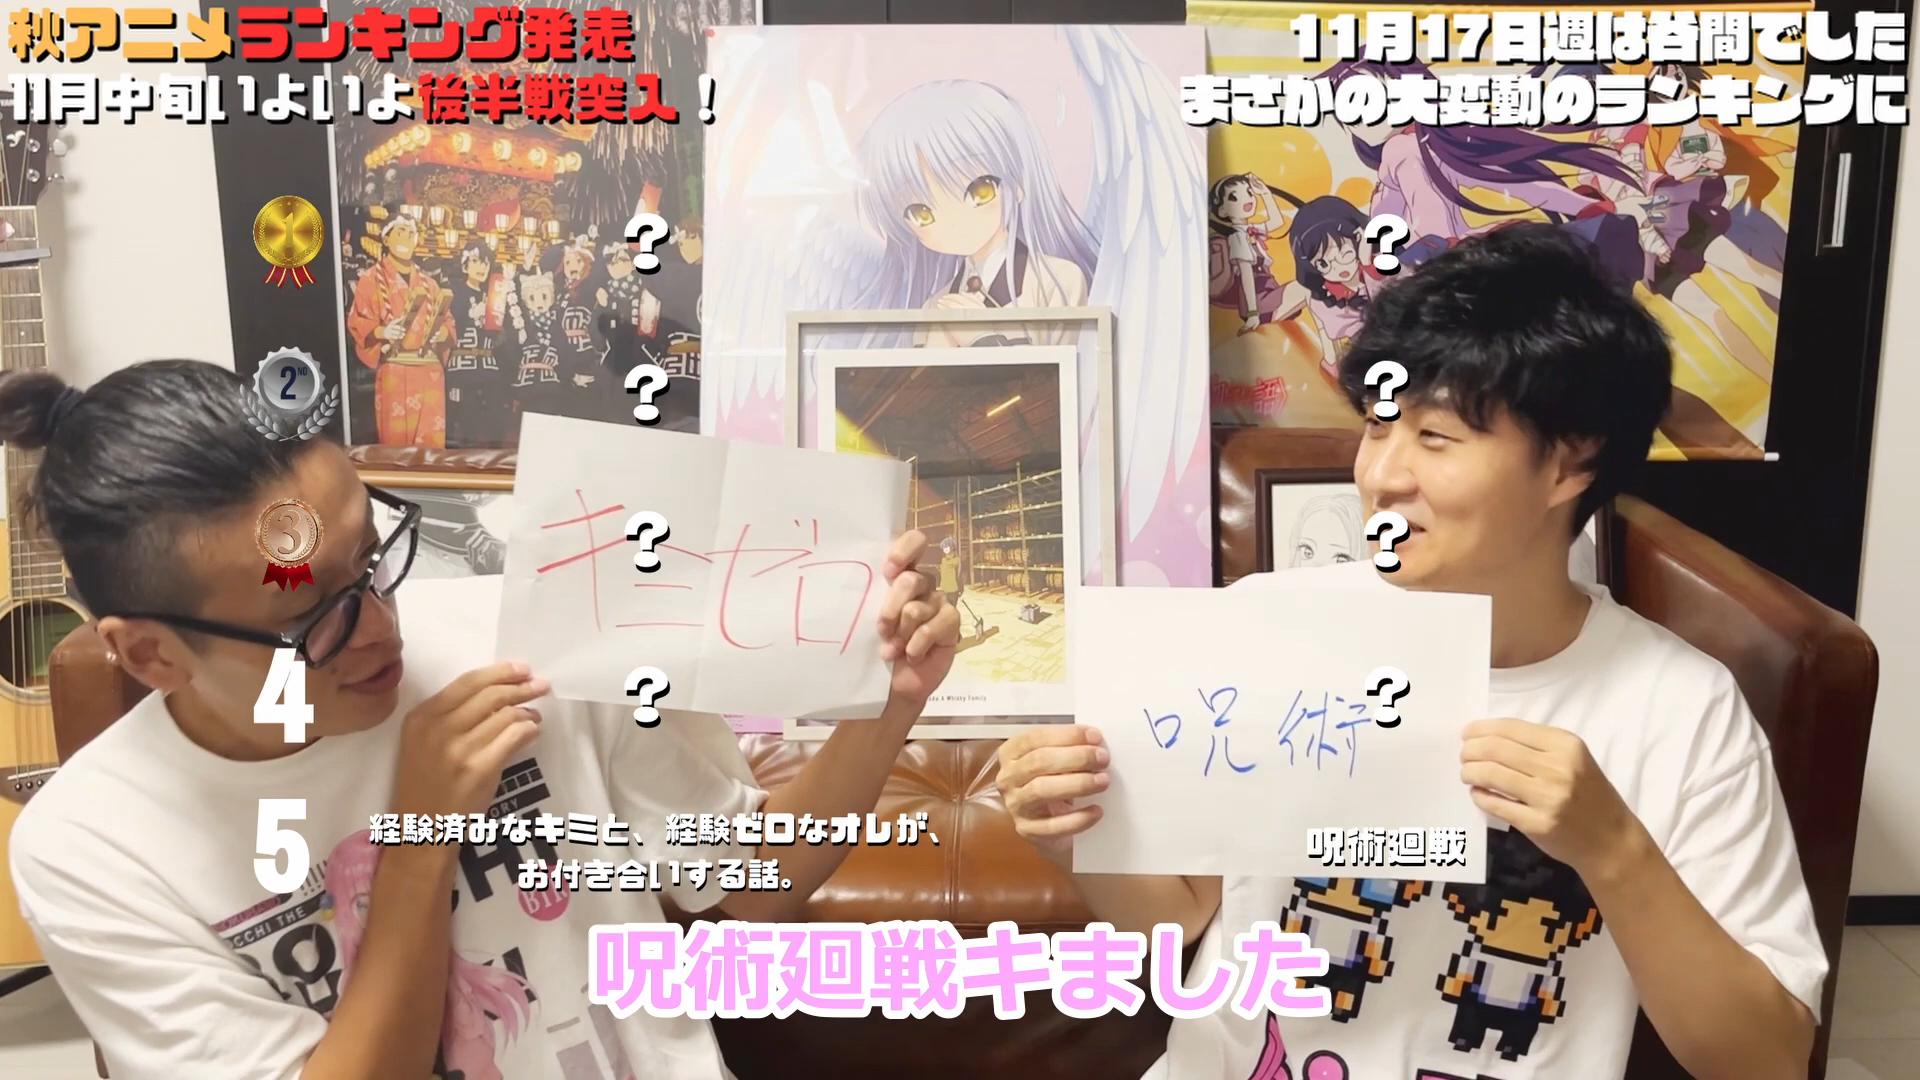 秋アニメランキング発表
11月中旬いよいよ後半戦突入！
11月17日週は谷間でした
まさかの大変動のランキングに
1
?
?
2ND
?
?
3
?
?
4
?
?
キミゼロ
呪術
5
経験済みなキミと、経験ゼロなオレが、
お付き合いする話。
呪術廻戦
呪術廻戦キました